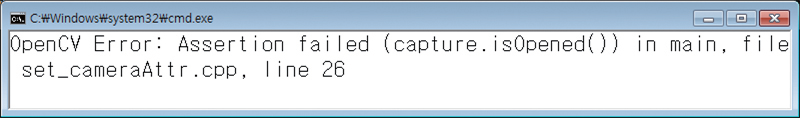 C:₩Windows₩system32₩cmd.exe
OpenCV Error: Assertion failed (capture.isOpened()) in main, file
set_cameraAttr.cpp, line 26